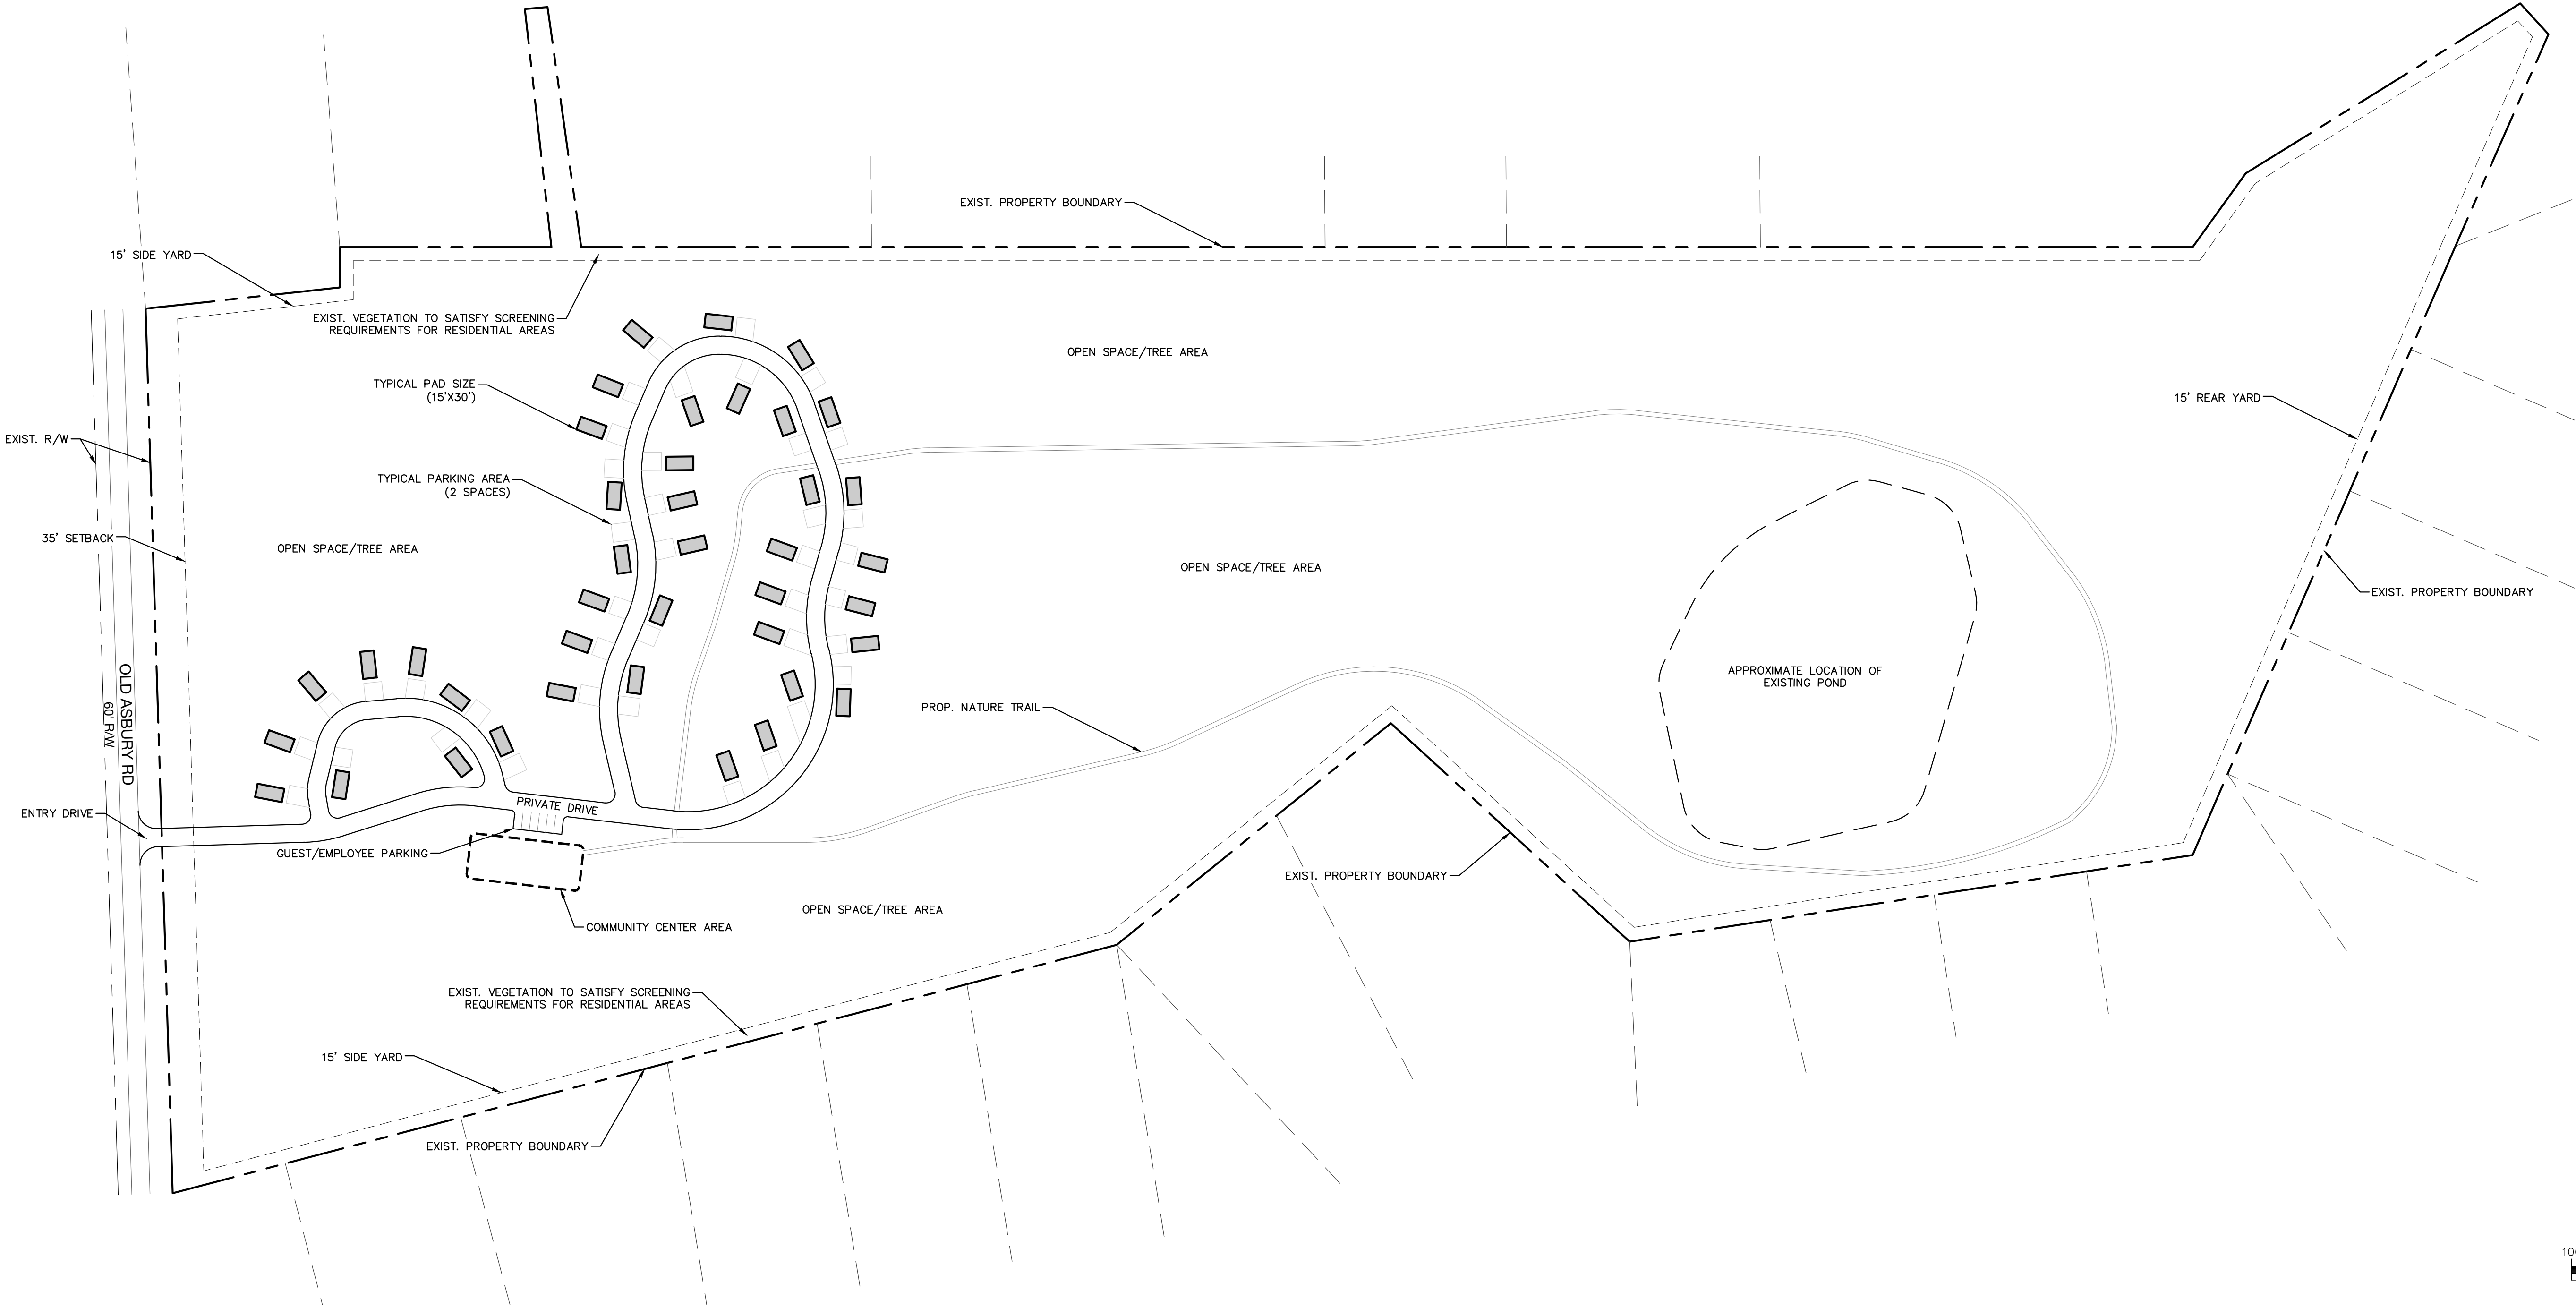 EXIST. PROPERTY BOUNDARY
15' SIDE YARD
EXIST. VEGETATION TO SATISFY SCREENING
REQUIREMENTS FOR RESIDENTIAL AREAS
OPEN SPACE/TREE AREA
TYPICAL PAD SIZE
(15'X30')
15' REAR YARD
EXIST. R/W
TYPICAL PARKING AREA
(2 SPACES)
35' SETBACK
OPEN SPACE/TREE AREA
OPEN SPACE/TREE AREA
EXIST. PROPERTY BOUNDARY
APPROXIMATE LOCATION OF
EXISTING POND
OLD ASBURY RD
60' R/W
PROP. NATURE TRAIL
PRIVATE DRIVE
ENTRY DRIVE
GUEST/EMPLOYEE PARKING
EXIST. PROPERTY BOUNDARY
OPEN SPACE/TREE AREA
COMMUNITY CENTER AREA
EXIST. VEGETATION TO SATISFY SCREENING
REQUIREMENTS FOR RESIDENTIAL AREAS
15' SIDE YARD
EXIST. PROPERTY BOUNDARY